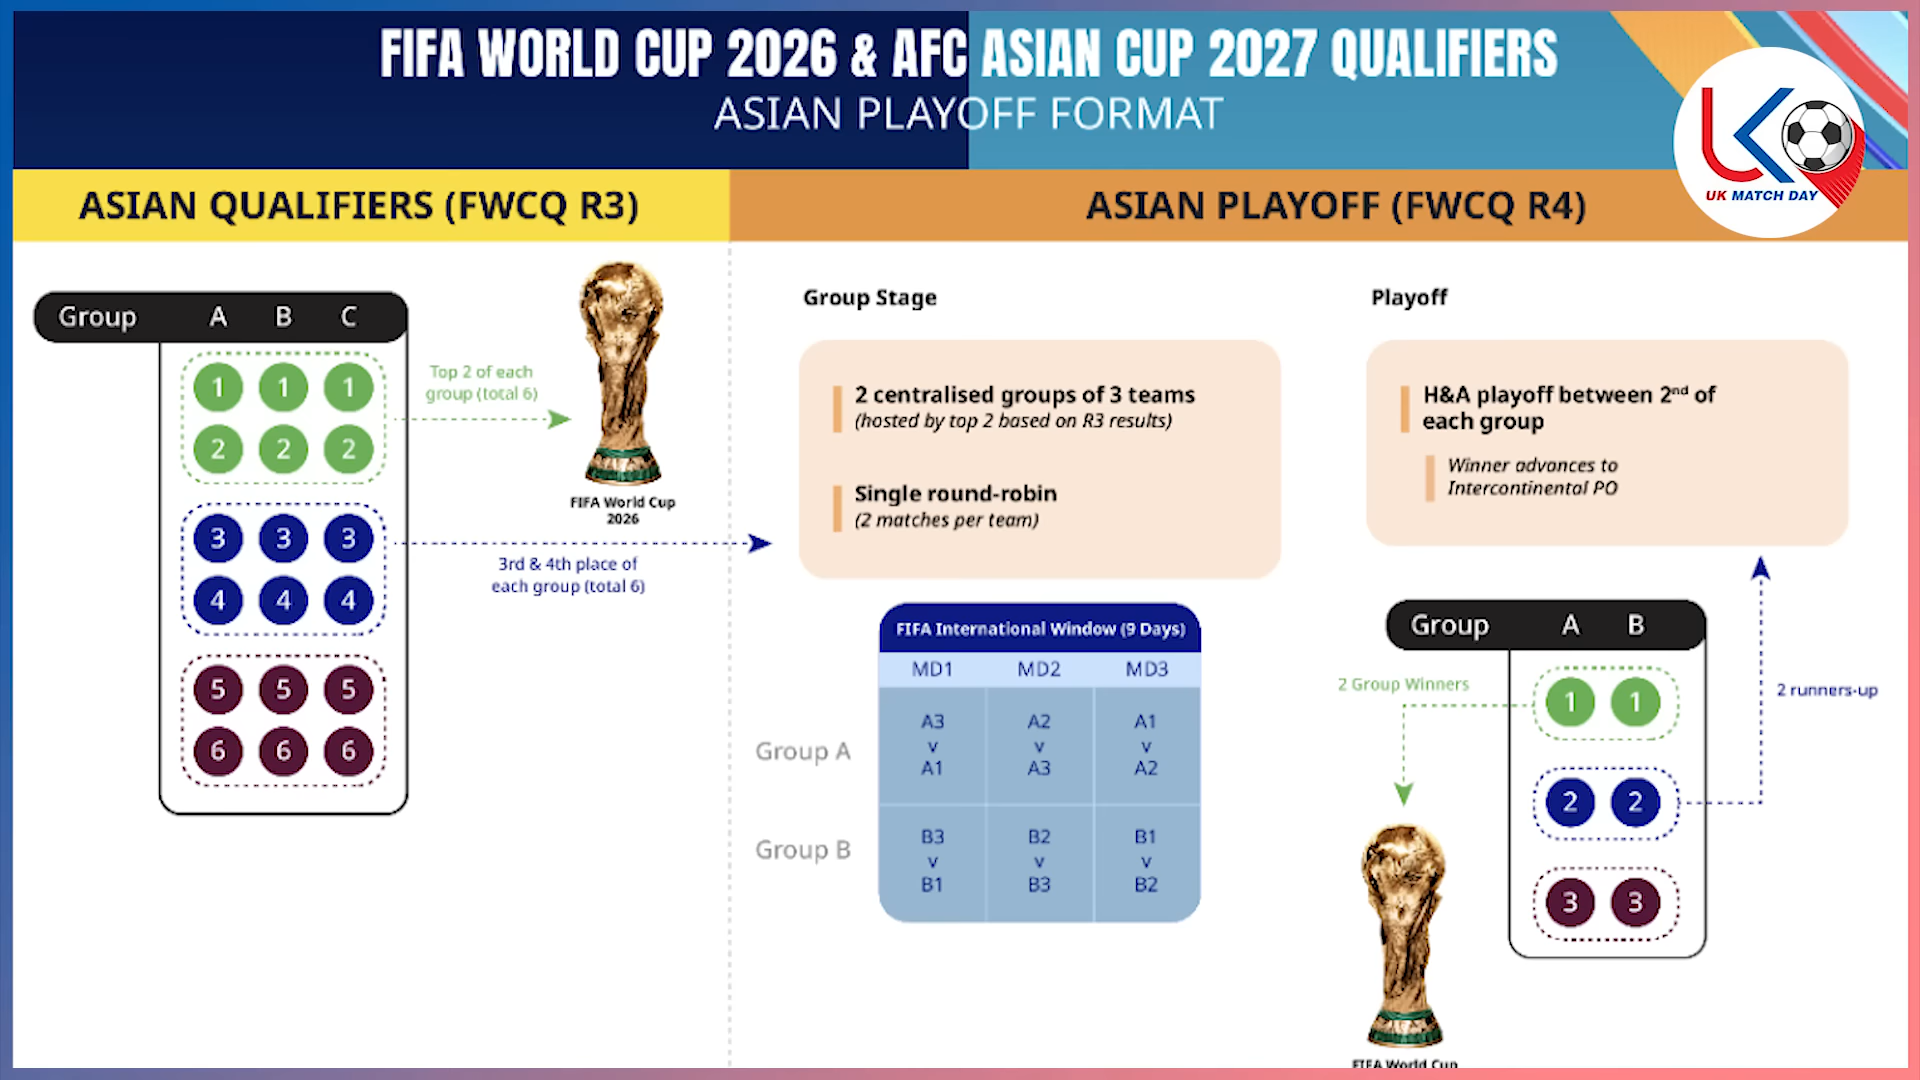 FIFA WORLD CUP 2026 & AFC ASIAN CUP 2027 QUALIFIERS
ASIAN PLAYOFF FORMAT
UK MATCH DAY
ASIAN QUALIFIERS (FWCQ R3)
ASIAN PLAYOFF (FWCQ R4)
Group A B C
1 1 1
2 2 2
3 3 3
4 4 4
5 5 5
6 6 6
Top 2 of each
group (total 6)
FIFA World Cup
2026
3rd & 4th place of
each group (total 6)
Group Stage
2 centralised groups of 3 teams
(hosted by top 2 based on R3 results)
Single round-robin
(2 matches per team)
FIFA International Window (9 Days)
MD1 MD2 MD3
Group A
A3 A2 A1
v v v
A1 A3 A2
Group B
B3 B2 B1
v v v
B1 B3 B2
Playoff
H&A playoff between 2nd of
each group
Winner advances to
Intercontinental PO
Group A B
2 Group Winners
1 1
2 runners-up
2 2
3 3
FIFA World Cup